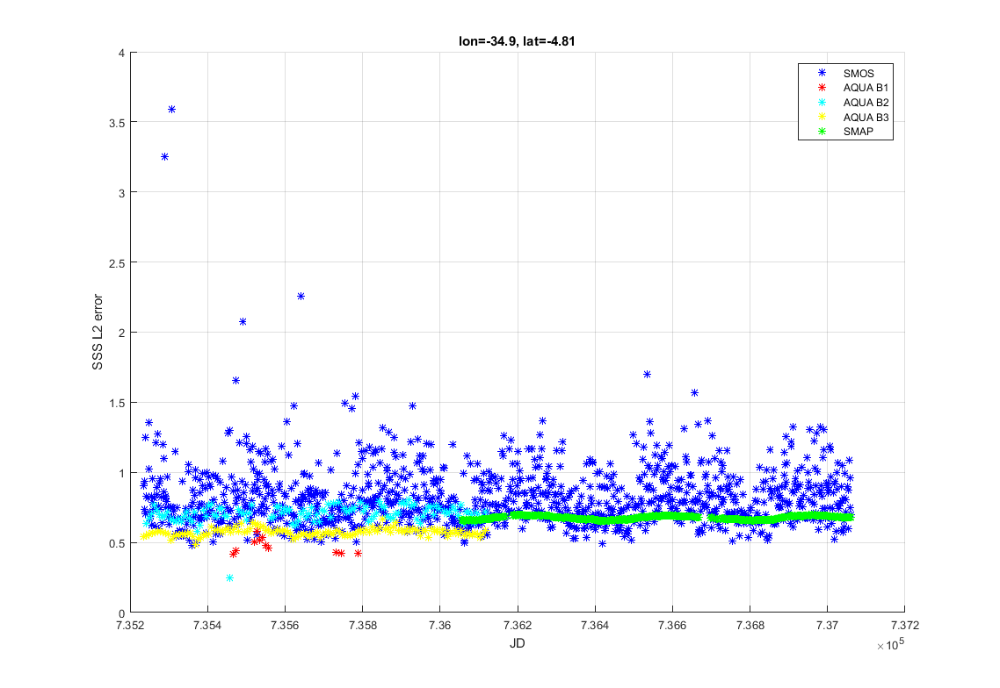 lon=-34.9, lat=-4.81
SMOS
AQUA B1
AQUA B2
AQUA B3
SMAP
4
3.5
3
2.5
2
1.5
1
0.5
0
SSS L2 error
7.352
7.354
7.356
7.358
7.36
7.362
7.364
7.366
7.368
7.37
7.372
JD
×10^5